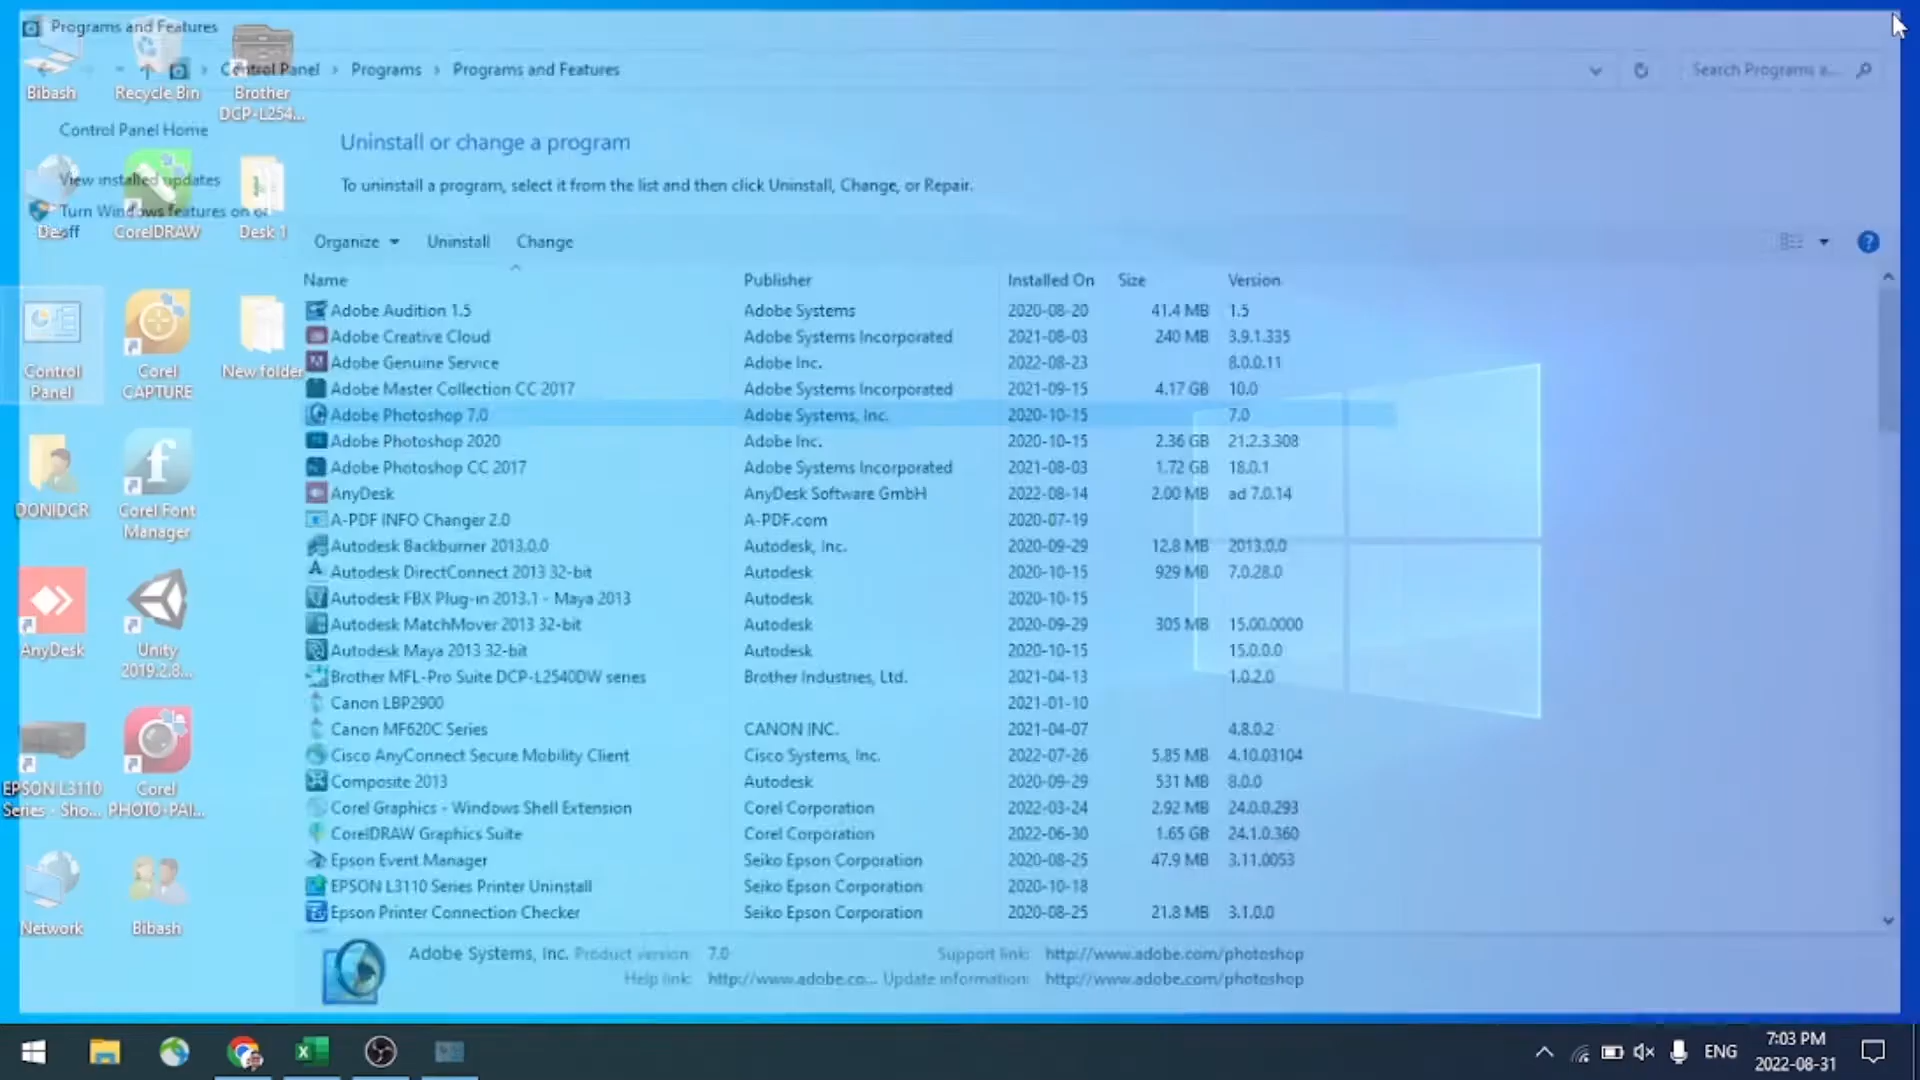 Programs and Features
Control Panel › Programs › Programs and Features
Search Programs a...
Control Panel Home
View installed updates
Turn Windows features on or
off
Uninstall or change a program
To uninstall a program, select it from the list and then click Uninstall, Change, or Repair.
Organize
Uninstall
Change
Name Publisher Installed On Size Version
Adobe Audition 1.5 Adobe Systems 2020-08-20 41.4 MB 1.5
Adobe Creative Cloud Adobe Systems Incorporated 2021-08-03 240 MB 3.9.1.335
Adobe Genuine Service Adobe Inc. 2022-08-23 8.0.0.11
Adobe Master Collection CC 2017 Adobe Systems Incorporated 2021-09-15 4.17 GB 10.0
Adobe Photoshop 7.0 Adobe Systems, Inc. 2020-10-15 7.0
Adobe Photoshop 2020 Adobe Inc. 2020-10-15 2.36 GB 21.2.3.308
Adobe Photoshop CC 2017 Adobe Systems Incorporated 2021-08-03 1.72 GB 18.0.1
AnyDesk AnyDesk Software GmbH 2022-08-14 2.00 MB ad 7.0.14
A-PDF INFO Changer 2.0 A-PDF.com 2020-07-19
Autodesk Backburner 2013.0.0 Autodesk, Inc. 2020-09-29 12.8 MB 2013.0.0
Autodesk DirectConnect 2013 32-bit Autodesk 2020-10-15 929 MB 7.0.28.0
Autodesk FBX Plug-in 2013.1 - Maya 2013 Autodesk 2020-10-15
Autodesk MatchMover 2013 32-bit Autodesk 2020-09-29 305 MB 15.00.0000
Autodesk Maya 2013 32-bit Autodesk 2020-10-15 15.0.0.0
Brother MFL-Pro Suite DCP-L2540DW series Brother Industries, Ltd. 2021-04-13 1.0.2.0
Canon LBP2900 2021-01-10
Canon MF620C Series CANON INC. 2021-04-07 4.8.0.2
Cisco AnyConnect Secure Mobility Client Cisco Systems, Inc. 2022-07-26 5.85 MB 4.10.03104
Composite 2013 Autodesk 2020-09-29 531 MB 8.0.0
Corel Graphics - Windows Shell Extension Corel Corporation 2022-03-24 2.92 MB 24.0.0.293
CorelDRAW Graphics Suite Corel Corporation 2022-06-30 1.65 GB 24.1.0.360
Epson Event Manager Seiko Epson Corporation 2020-08-25 47.9 MB 3.11.0053
EPSON L3110 Series Printer Uninstall Seiko Epson Corporation 2020-10-18
Epson Printer Connection Checker Seiko Epson Corporation 2020-08-25 21.8 MB 3.1.0.0
Adobe Systems, Inc. Product version: 7.0 Support link: http://www.adobe.com/photoshop
Help link: http://www.adobe.co... Update information: http://www.adobe.com/photoshop
Bibash
Recycle Bin
Brother
DCP-L254...
CorelDRAW
Desk 1
Control
Panel
Corel
CAPTURE
New folder
DONIDCR
Corel Font
Manager
AnyDesk
Unity
2019.2.8...
EPSON L3110
Series - Sho...
Corel
PHOTO-PAI...
Network
Bibash
ENG
7:03 PM
2022-08-31